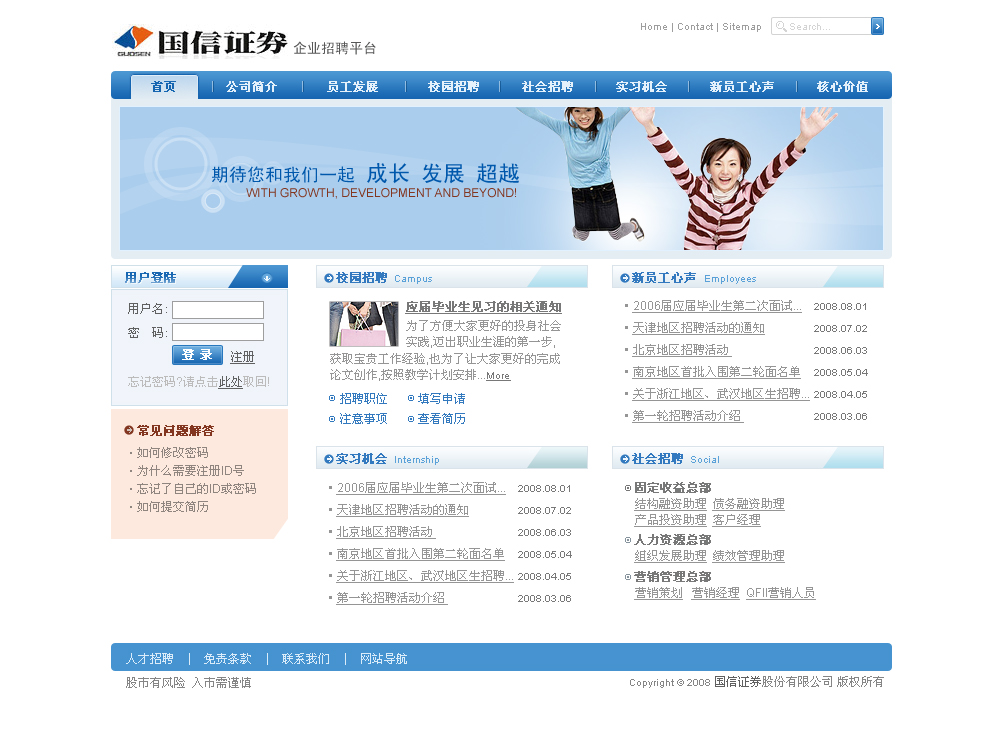 Home | Contact | Sitemap
Search...
GUOSEN
国信证券 企业招聘平台
首页 公司简介 员工发展 校园招聘 社会招聘 实习机会 新员工心声 核心价值
期待您和我们一起 成长 发展 超越
WITH GROWTH, DEVELOPMENT AND BEYOND!
用户登陆
用户名:
密 码:
登 录 注册
忘记密码?请点击此处取回!
常见问题解答
· 如何修改密码
· 为什么需要注册ID号
· 忘记了自己的ID或密码
· 如何提交简历
校园招聘 Campus
应届毕业生见习的相关通知
为了方便大家更好的投身社会
实践,迈出职业生涯的第一步,
获取宝贵工作经验,也为了让大家更好的完成
论文创作,按照教学计划安排...More
招聘职位 填写申请
注意事项 查看简历
新员工心声 Employees
2006届应届毕业生第二次面试... 2008.08.01
天津地区招聘活动的通知 2008.07.02
北京地区招聘活动 2008.06.03
南京地区首批入围第二轮面名单 2008.05.04
关于浙江地区、武汉地区生招聘... 2008.04.05
第一轮招聘活动介绍 2008.03.06
实习机会 Internship
2006届应届毕业生第二次面试... 2008.08.01
天津地区招聘活动的通知 2008.07.02
北京地区招聘活动 2008.06.03
南京地区首批入围第二轮面名单 2008.05.04
关于浙江地区、武汉地区生招聘... 2008.04.05
第一轮招聘活动介绍 2008.03.06
社会招聘 Social
固定收益总部
结构融资助理 债务融资助理
产品投资助理 客户经理
人力资源总部
组织发展助理 绩效管理助理
营销管理总部
营销策划 营销经理 QFII营销人员
人才招聘 | 免责条款 | 联系我们 | 网站导航
股市有风险 入市需谨慎
Copyright © 2008 国信证券股份有限公司 版权所有